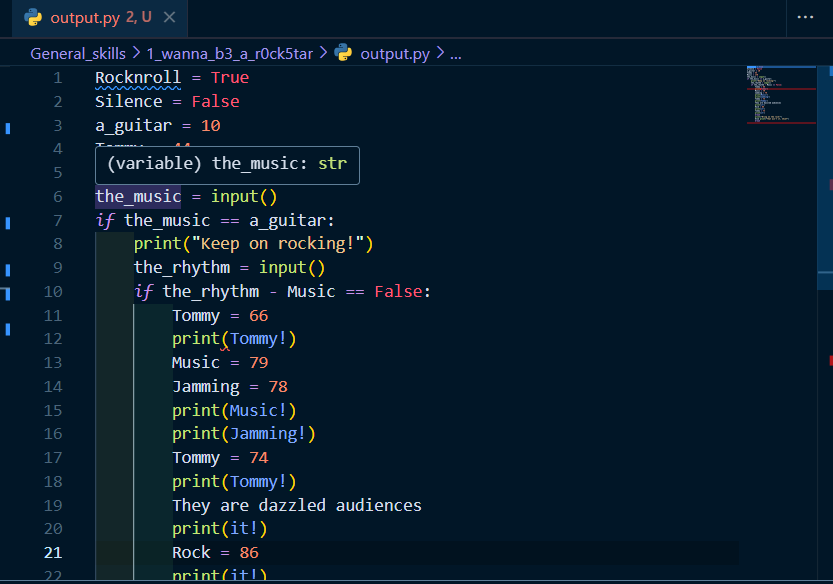 output.py 2, U ✕ ···
General_skills > 1_wanna_b3_a_r0ck5tar > output.py > ...
1 Rocknroll = True
2 Silence = False
3 a_guitar = 10
4
5 (variable) the_music: str
6 the_music = input()
7 if the_music == a_guitar:
8 print("Keep on rocking!")
9 the_rhythm = input()
10 if the_rhythm - Music == False:
11 Tommy = 66
12 print(Tommy!)
13 Music = 79
14 Jamming = 78
15 print(Music!)
16 print(Jamming!)
17 Tommy = 74
18 print(Tommy!)
19 They are dazzled audiences
20 print(it!)
21 Rock = 86
22 print(it!)